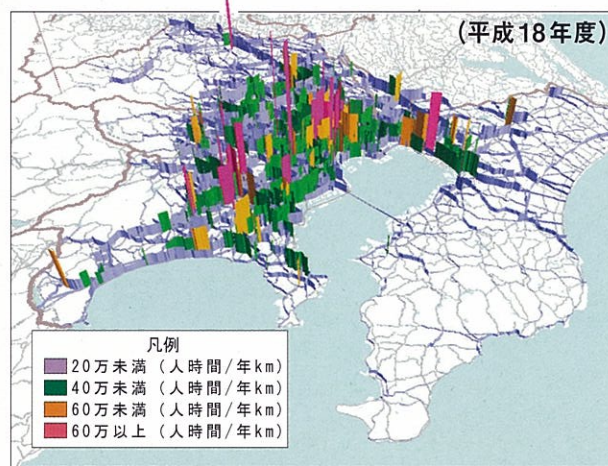 (平成18年度)
凡例
20万未満 (人時間/年km)
40万未満 (人時間/年km)
60万未満 (人時間/年km)
60万以上 (人時間/年km)